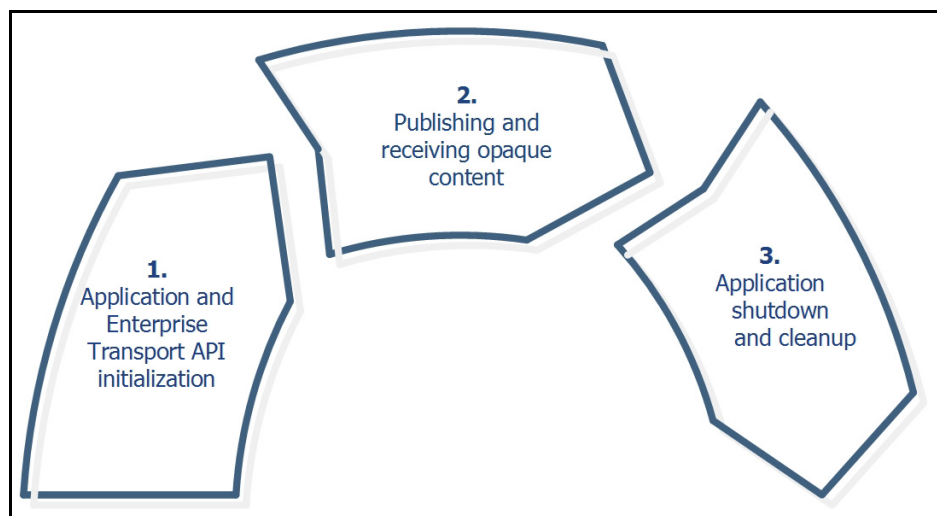 1.
Application and
Enterprise
Transport API
initialization
2.
Publishing and
receiving opaque
content
3.
Application
shutdown
and cleanup